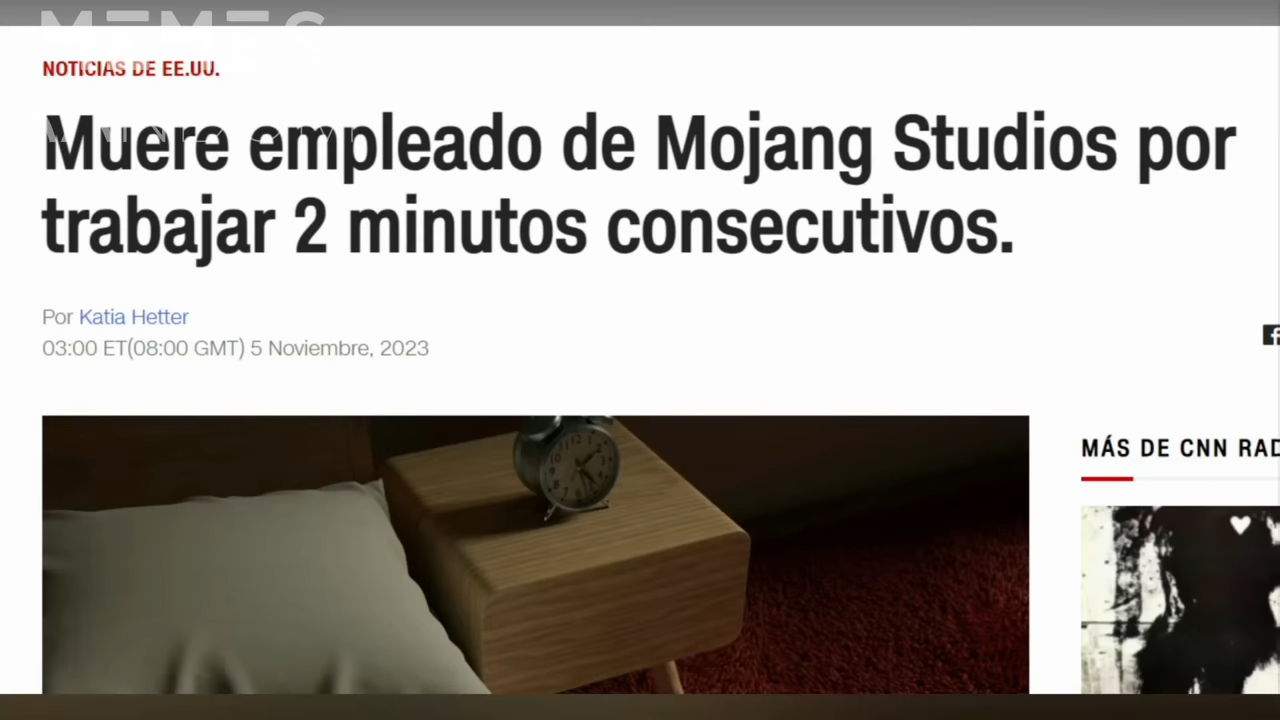 MEMES
NOTICIAS DE EE.UU.
Muere empleado de Mojang Studios por
trabajar 2 minutos consecutivos.
Por Katia Hetter
03:00 ET(08:00 GMT) 5 Noviembre, 2023
MÁS DE CNN RAD